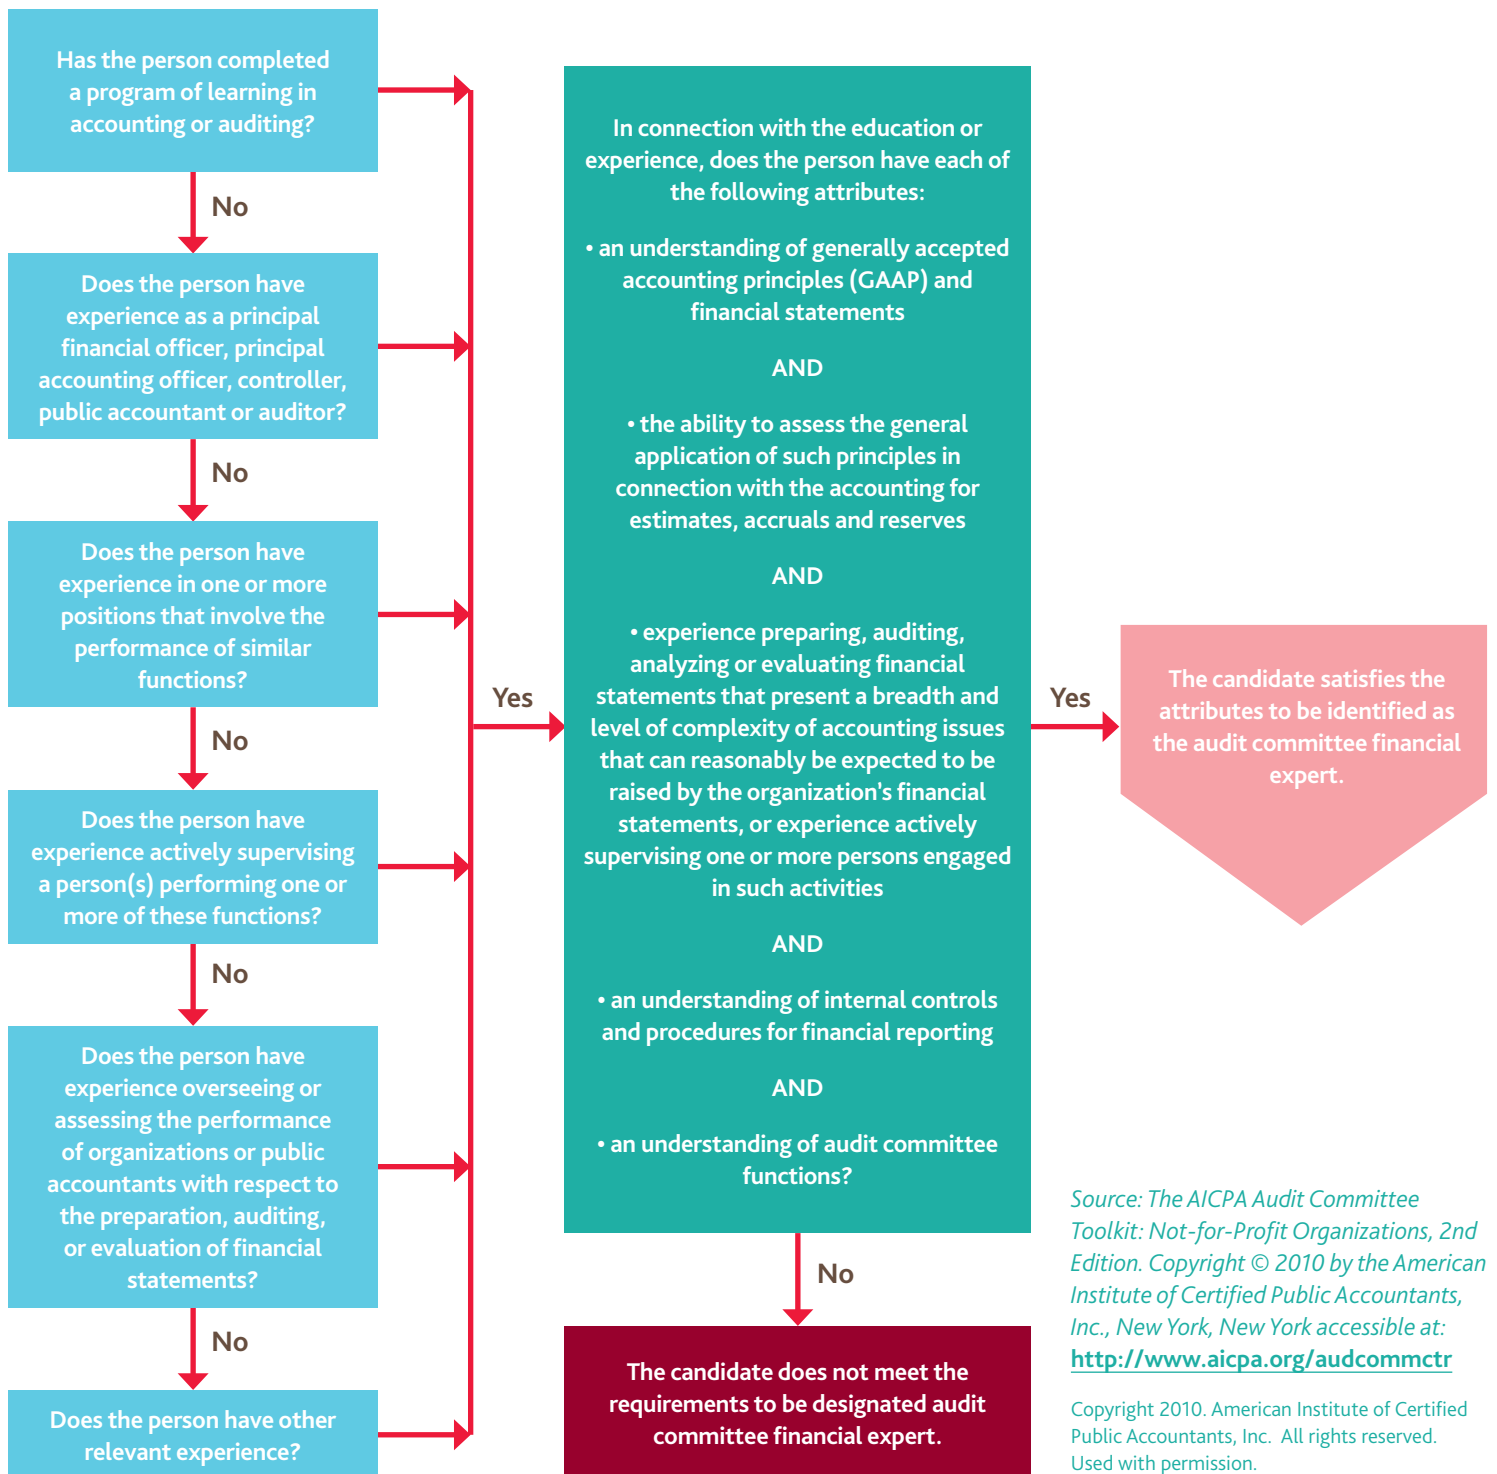 Has the person completed
a program of learning in
accounting or auditing?
No
Does the person have
experience as a principal
financial officer, principal
accounting officer, controller,
public accountant or auditor?
No
Does the person have
experience in one or more
positions that involve the
performance of similar
functions?
No
Does the person have
experience actively supervising
a person(s) performing one or
more of these functions?
No
Does the person have
experience overseeing or
assessing the performance
of organizations or public
accountants with respect to
the preparation, auditing,
or evaluation of financial
statements?
No
Does the person have other
relevant experience?
Yes
In connection with the education or
experience, does the person have each of
the following attributes:
• an understanding of generally accepted
accounting principles (GAAP) and
financial statements
AND
• the ability to assess the general
application of such principles in
connection with the accounting for
estimates, accruals and reserves
AND
• experience preparing, auditing,
analyzing or evaluating financial
statements that present a breadth and
level of complexity of accounting issues
that can reasonably be expected to be
raised by the organization's financial
statements, or experience actively
supervising one or more persons engaged
in such activities
AND
• an understanding of internal controls
and procedures for financial reporting
AND
• an understanding of audit committee
functions?
No
The candidate does not meet the
requirements to be designated audit
committee financial expert.
Yes
The candidate satisfies the
attributes to be identified as
the audit committee financial
expert.
Source: The AICPA Audit Committee
Toolkit: Not-for-Profit Organizations, 2nd
Edition. Copyright © 2010 by the American
Institute of Certified Public Accountants,
Inc., New York, New York accessible at:
http://www.aicpa.org/audcommctr
Copyright 2010. American Institute of Certified
Public Accountants, Inc. All rights reserved.
Used with permission.